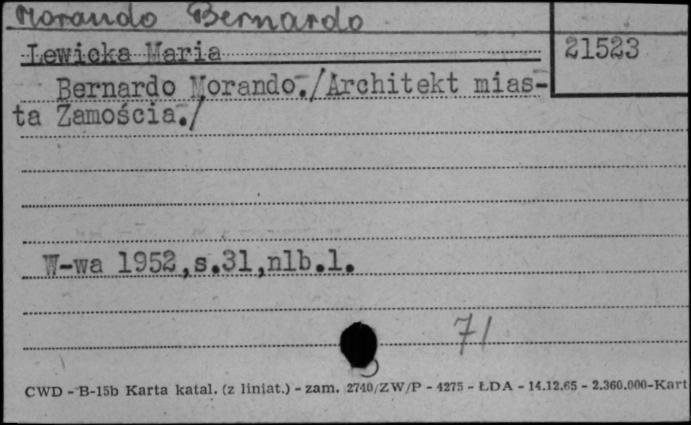 Morando Bernardo
Lewicka Maria
21523
Bernardo Morando./Architekt mias-
ta Zamościa./
W-wa 1952,s.31,nlb.1.
71
CWD - B-15b Karta katal. (z liniat.) - zam. 2740/ZW/P - 4275 - ŁDA - 14.12.65 - 2.360.000-Kart